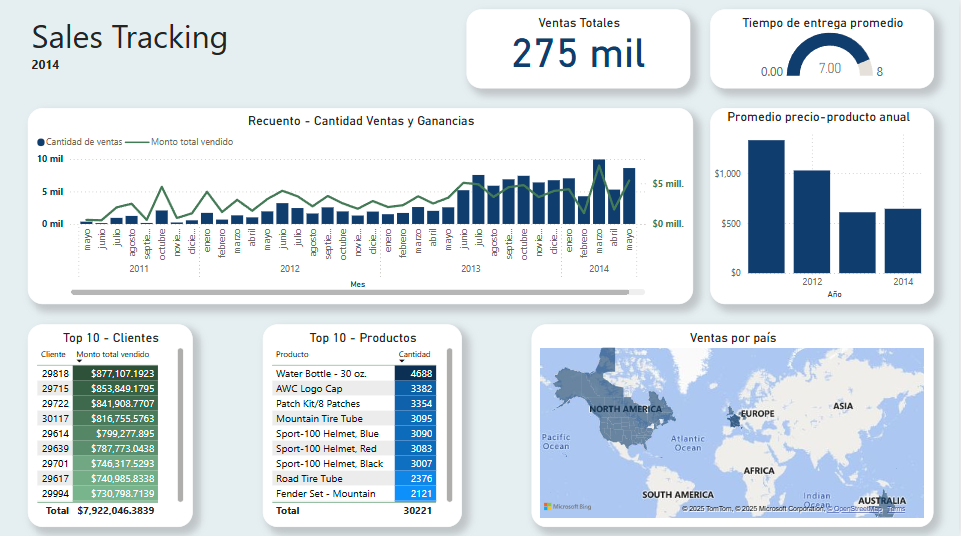 Sales Tracking
2014
Ventas Totales
275 mil
Tiempo de entrega promedio
0.00
7.00
8
Recuento - Cantidad Ventas y Ganancias
Cantidad de ventas
Monto total vendido
10 mil
5 mil
0 mil
$5 mill.
$0 mill.
mayo
junio
julio
agosto
septie...
octubre
novie...
dicie...
enero
febrero
marzo
abril
mayo
junio
julio
agosto
septie...
octubre
novie...
dicie...
enero
febrero
marzo
abril
mayo
junio
julio
agosto
septie...
octubre
novie...
dicie...
enero
febrero
marzo
abril
mayo
2011 2012 2013 2014
Mes
Promedio precio-producto anual
$1,000
$500
$0
2012 2014
Año
Top 10 - Clientes
Cliente Monto total vendido
29818 $877,107.1923
29715 $853,849.1795
29722 $841,908.7707
30117 $816,755.5763
29614 $799,277.895
29639 $787,773.0438
29701 $746,317.5293
29617 $740,985.8338
29994 $730,798.7139
Total $7,922,046.3839
Top 10 - Productos
Producto Cantidad
Water Bottle - 30 oz. 4688
AWC Logo Cap 3382
Patch Kit/8 Patches 3354
Mountain Tire Tube 3095
Sport-100 Helmet, Blue 3090
Sport-100 Helmet, Red 3083
Sport-100 Helmet, Black 3007
Road Tire Tube 2376
Fender Set - Mountain 2121
Total 30221
Ventas por país
NORTH AMERICA
EUROPE
ASIA
Pacific
Ocean
Atlantic
Ocean
AFRICA
SOUTH AMERICA
Indian
Ocean
AUSTRALIA
Microsoft Bing
© 2025 TomTom, © 2025 Microsoft Corporation, © OpenStreetMap Terms